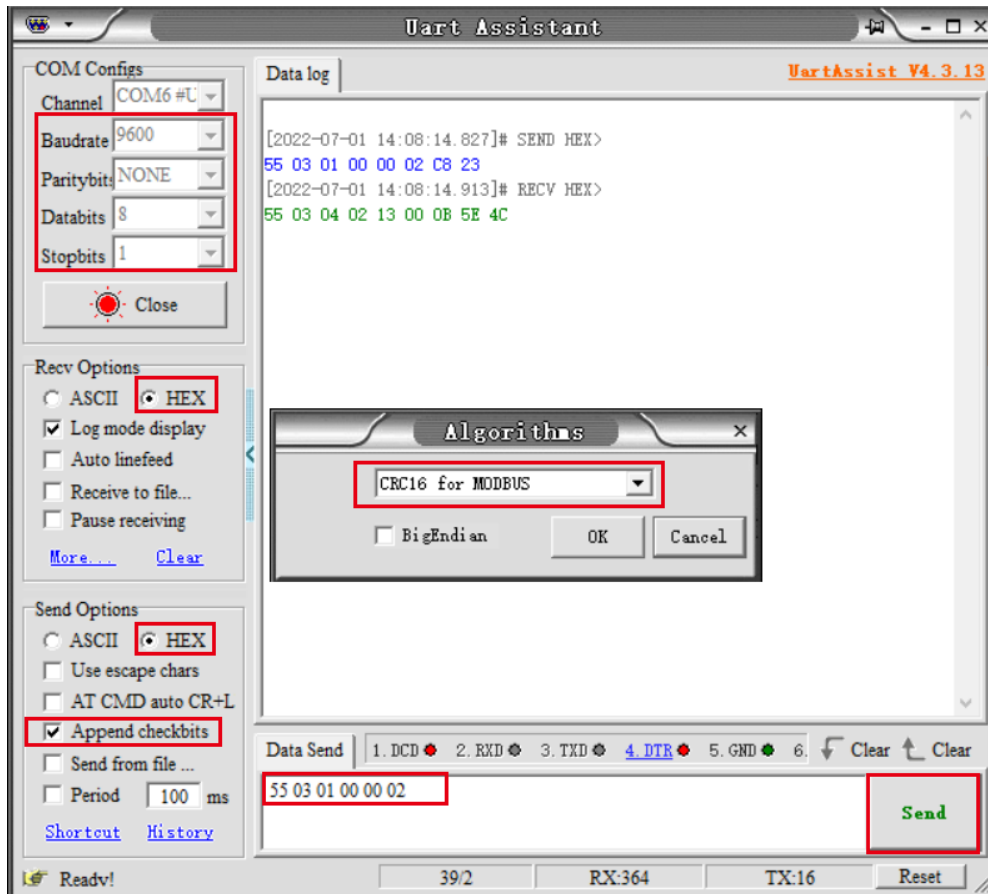 Uart Assistant
COM Configs
Channel COM6 #U
Baudrate 9600
Paritybits NONE
Databits 8
Stopbits 1
Close
Recv Options
ASCII HEX
Log mode display
Auto linefeed
Receive to file...
Pause receiving
More... Clear
Send Options
ASCII HEX
Use escape chars
AT CMD auto CR+L
Append checkbits
Send from file ...
Period 100 ms
Shortcut History
Data log UartAssist V4.3.13
[2022-07-01 14:08:14.827]# SEND HEX>
55 03 01 00 00 02 C8 23
[2022-07-01 14:08:14.913]# RECV HEX>
55 03 04 02 13 00 0B 5E 4C
Algorithms
CRC16 for MODBUS
BigEndian OK Cancel
Data Send 1. DCD 2. RXD 3. TXD 4. DTR 5. GND 6. Clear Clear
55 03 01 00 00 02
Send
Ready! 39/2 RX:364 TX:16 Reset